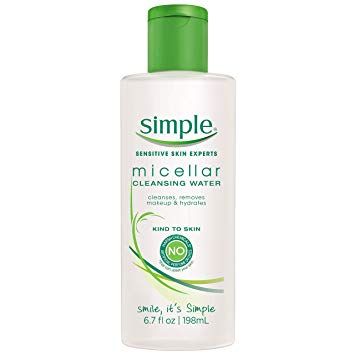 simple®
SENSITIVE SKIN EXPERTS
micellar
CLEANSING WATER
cleanses, removes
makeup & hydrates
KIND TO SKIN
NO
smile, it's Simple
6.7 fl oz | 198mL